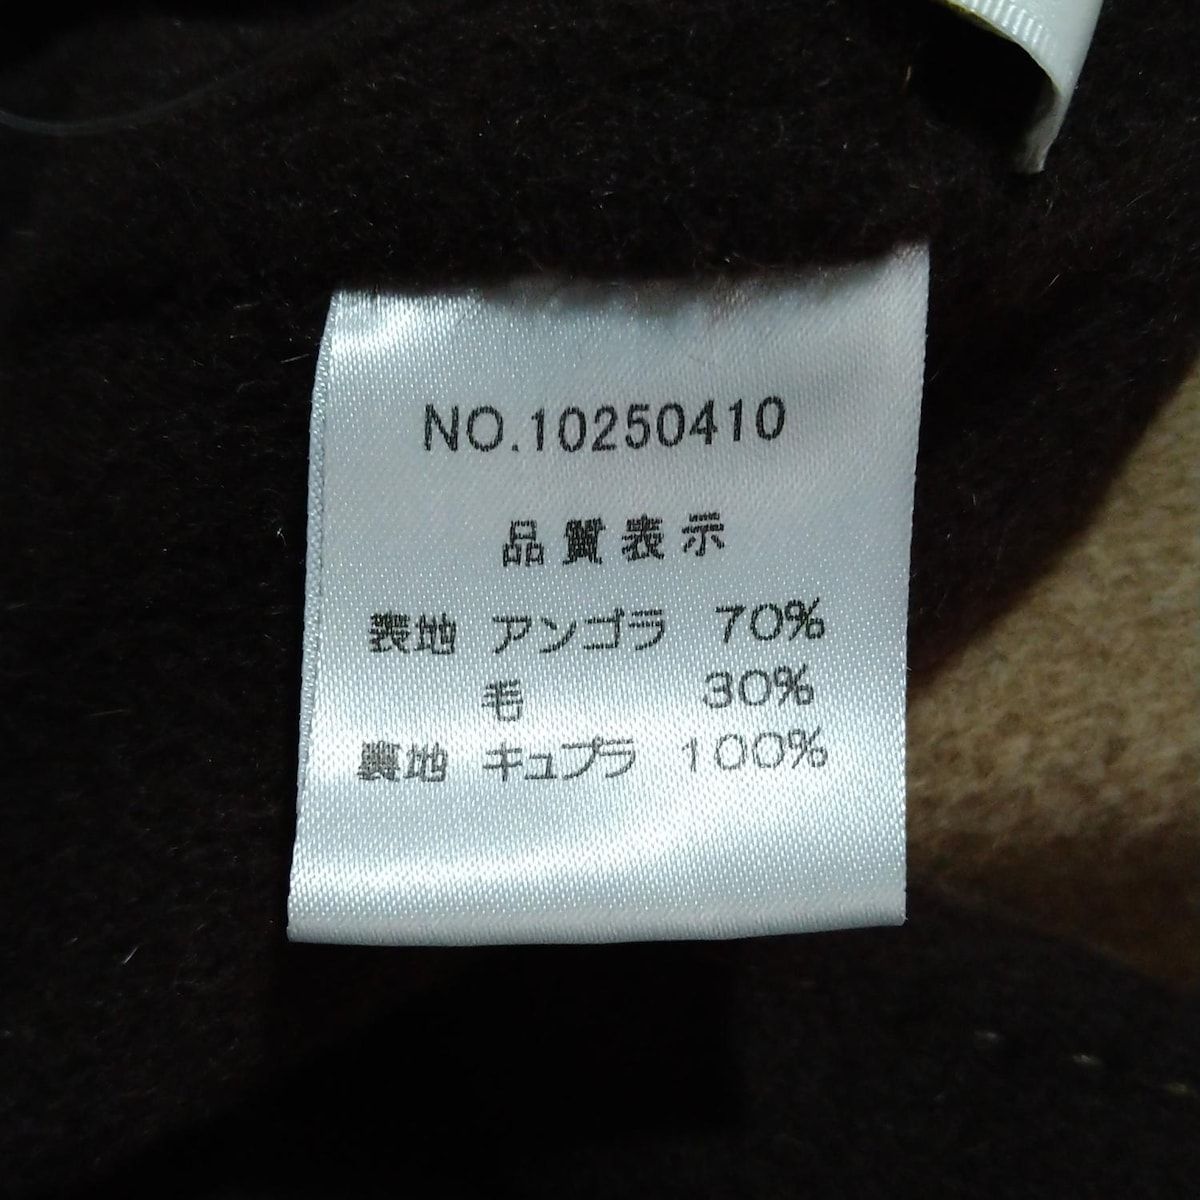 NO.10250410
品質表示
表地 アンゴラ 70%
毛 30%
裏地 キュプラ 100%